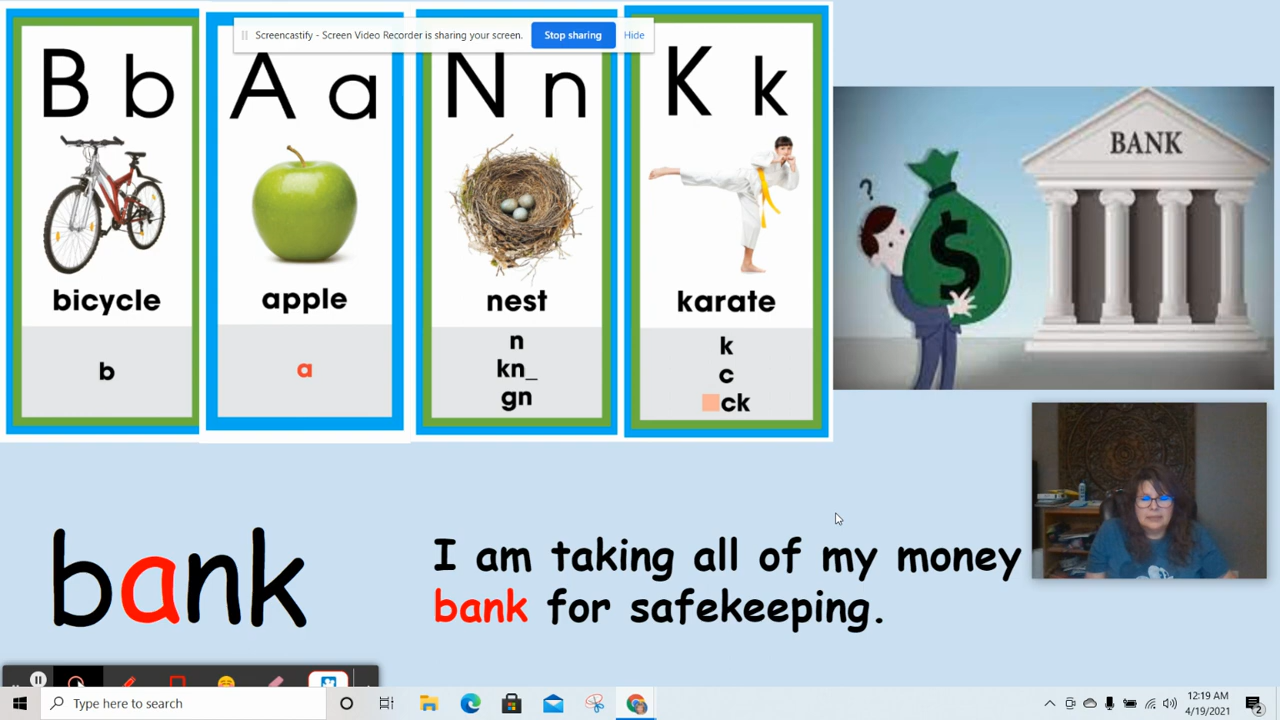 Screencastify - Screen Video Recorder is sharing your screen.
Stop sharing
Hide
B b
A a
N n
K k
bicycle
apple
nest
karate
b
a
n
kn_
gn
k
c
ck
BANK
?
$
bank
I am taking all of my money
bank for safekeeping.
Type here to search
12:19 AM
4/19/2021
2